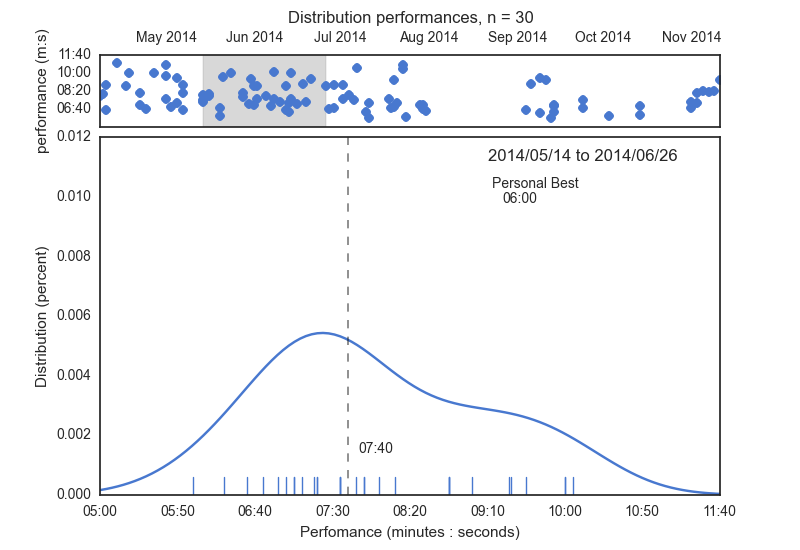 Distribution performances, n = 30
May 2014 Jun 2014 Jul 2014 Aug 2014 Sep 2014 Oct 2014 Nov 2014
performance (m:s)
11:40
10:00
08:20
06:40
Distribution (percent)
0.012
0.010
0.008
0.006
0.004
0.002
0.000
2014/05/14 to 2014/06/26
Personal Best
06:00
07:40
05:00 05:50 06:40 07:30 08:20 09:10 10:00 10:50 11:40
Perfomance (minutes : seconds)